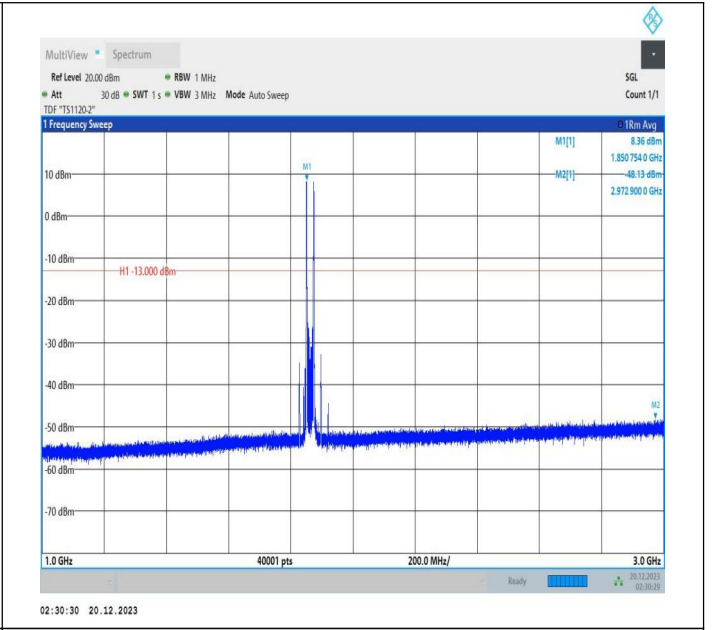 MultiView Spectrum
Ref Level 20.00 dBm RBW 1 MHz SGL
Att 30 dB SWT 1 s VBW 3 MHz Mode Auto Sweep Count 1/1
TDF "TS1120-2"
1 Frequency Sweep 1Rm Avg
M1[1] 8.36 dBm
1.850 754 0 GHz
M2[1] -48.13 dBm
2.972 900 0 GHz
M1
10 dBm
0 dBm
-10 dBm
H1 -13.000 dBm
-20 dBm
-30 dBm
-40 dBm
M2
-50 dBm
-60 dBm
-70 dBm
1.0 GHz 40001 pts 200.0 MHz/ 3.0 GHz
Ready 20.12.2023
02:30:29
02:30:30 20.12.2023